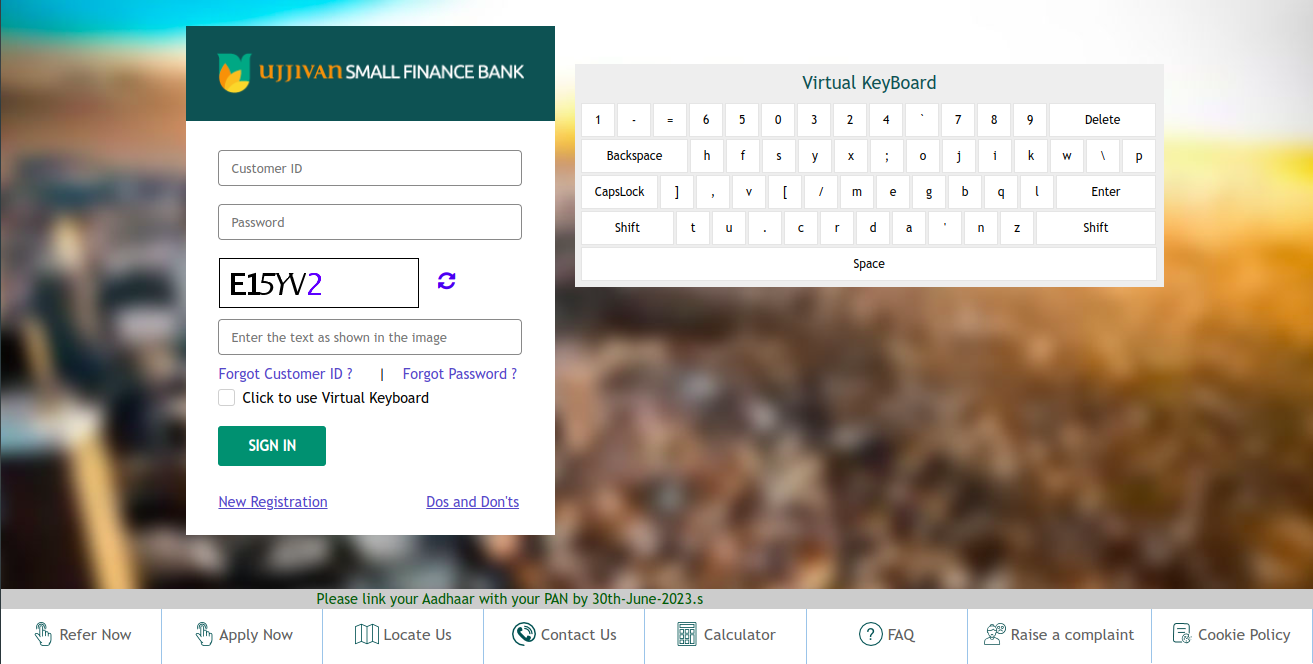 UJJIVAN SMALL FINANCE BANK
Customer ID
Password
E15YV2
Enter the text as shown in the image
Forgot Customer ID ? | Forgot Password ?
Click to use Virtual Keyboard
SIGN IN
New Registration Dos and Don'ts
Virtual KeyBoard
1 - = 6 5 0 3 2 4 ` 7 8 9 Delete
Backspace h f s y x ; o j i k w \ p
CapsLock ] , v [ / m e g b q l Enter
Shift t u . c r d a ' n z Shift
Space
Please link your Aadhaar with your PAN by 30th-June-2023.s
Refer Now Apply Now Locate Us Contact Us Calculator ? FAQ Raise a complaint Cookie Policy